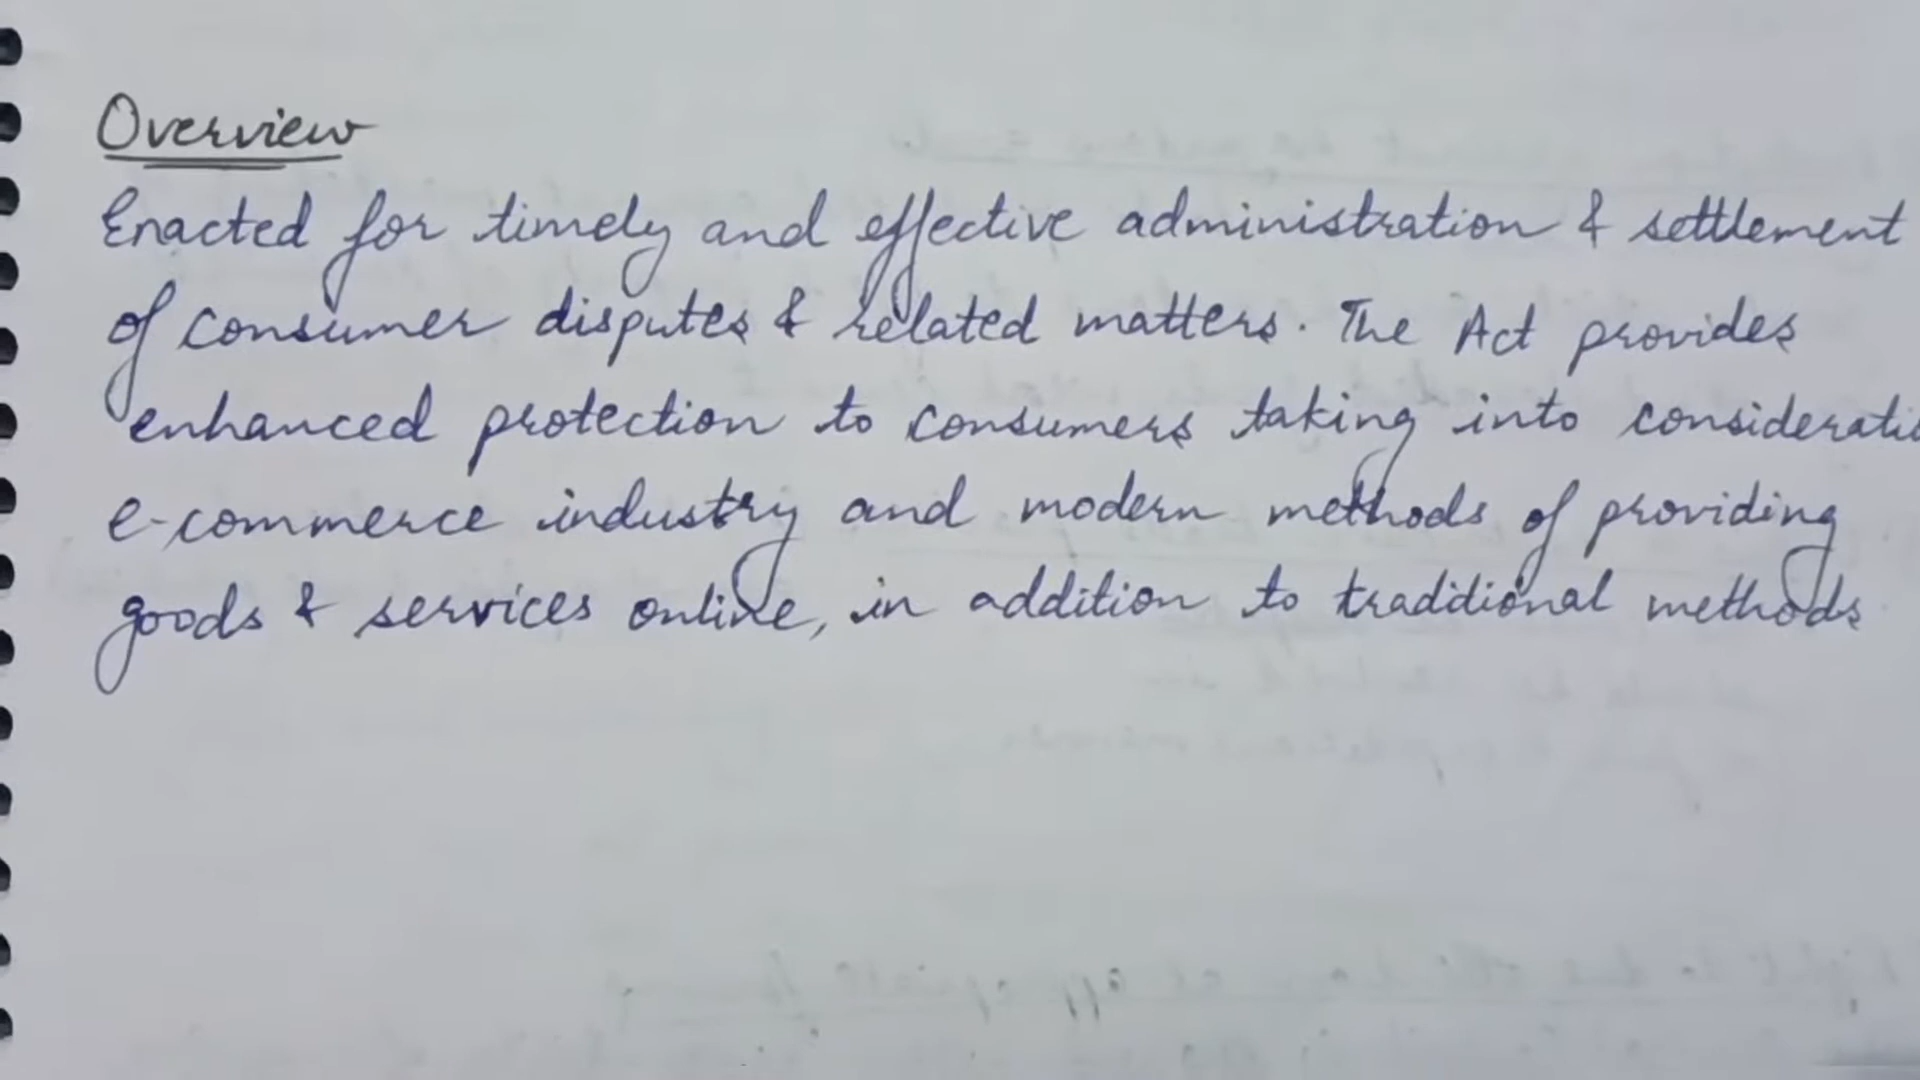 Overview
Enacted for timely and effective administration & settlement
of consumer disputes & related matters. The Act provides
enhanced protection to consumers taking into consideratio
e-commerce industry and modern methods of providing
goods & services online, in addition to traditional methods